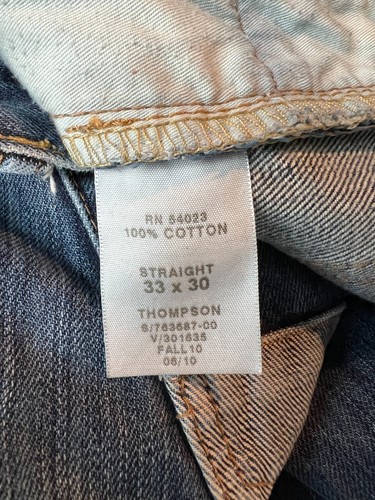 RN 54023
100% COTTON
STRAIGHT
33 x 30
THOMPSON
S/763687-00
V/301635
FALL10
06/10